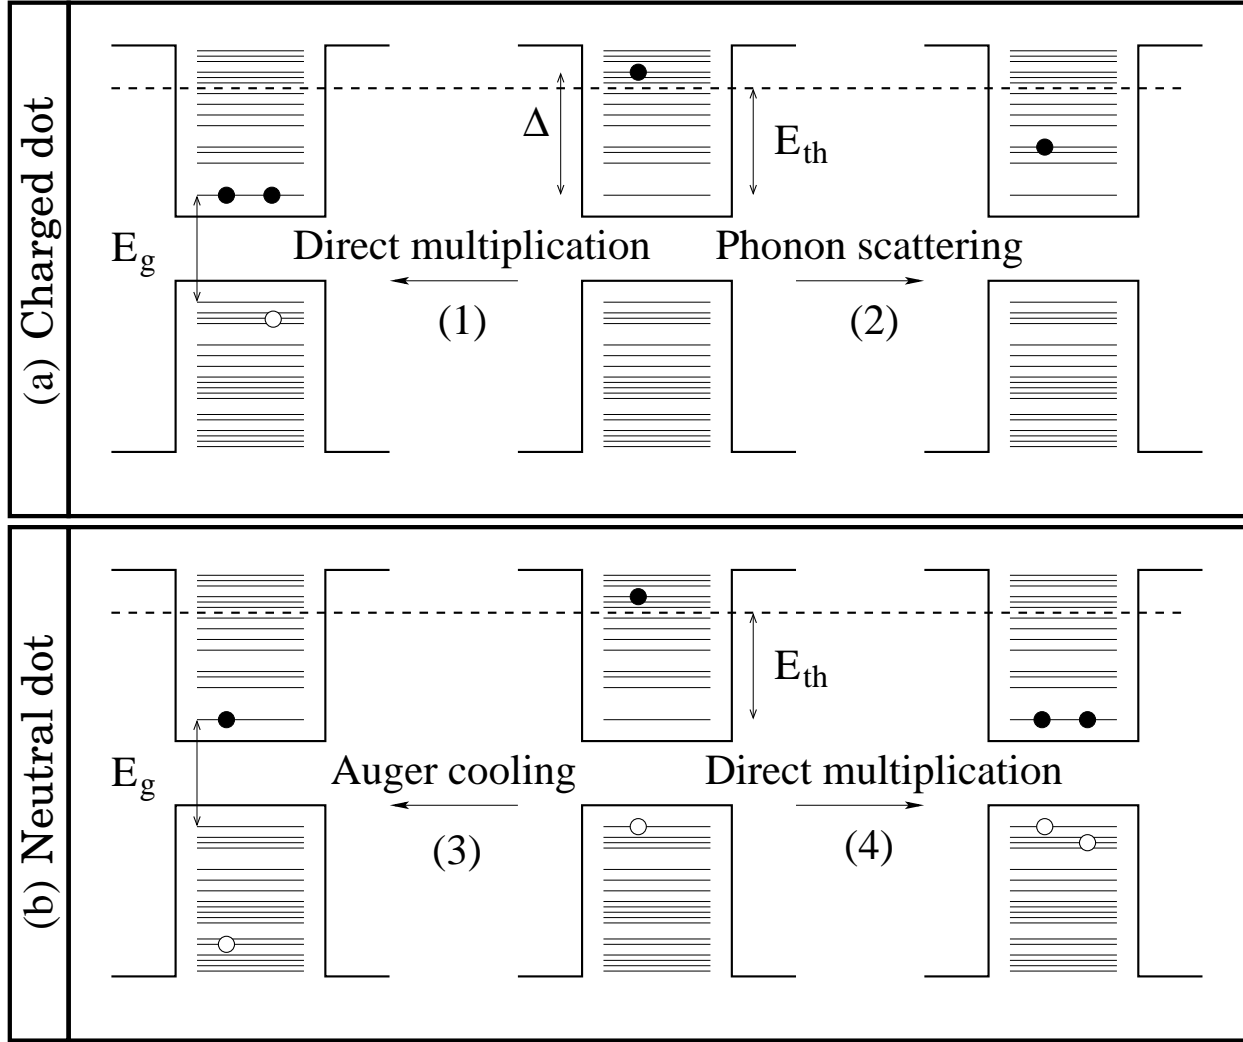 (a) Charged dot
Δ
E_th
E_g
Direct multiplication
Phonon scattering
(1)
(2)
(b) Neutral dot
E_th
E_g
Auger cooling
Direct multiplication
(3)
(4)